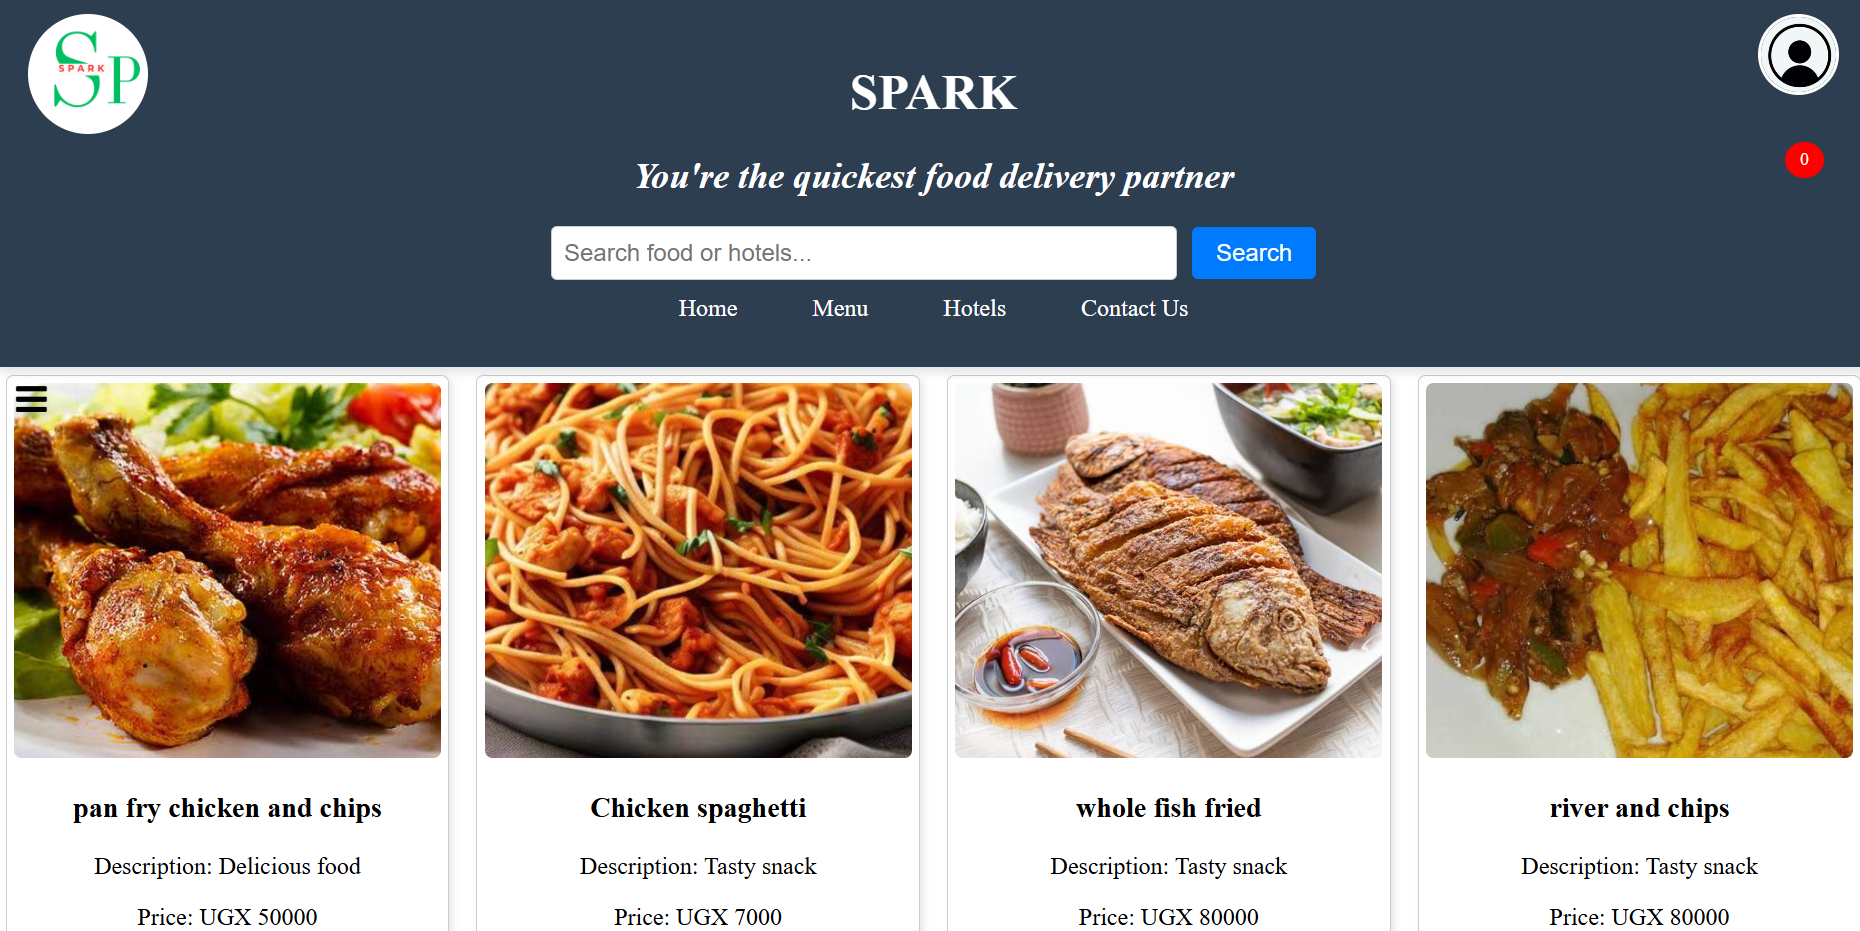 SP
SPARK
SPARK
You're the quickest food delivery partner
0
Search food or hotels...
Search
Home Menu Hotels Contact Us
pan fry chicken and chips
Description: Delicious food
Price: UGX 50000
Chicken spaghetti
Description: Tasty snack
Price: UGX 7000
whole fish fried
Description: Tasty snack
Price: UGX 80000
river and chips
Description: Tasty snack
Price: UGX 80000